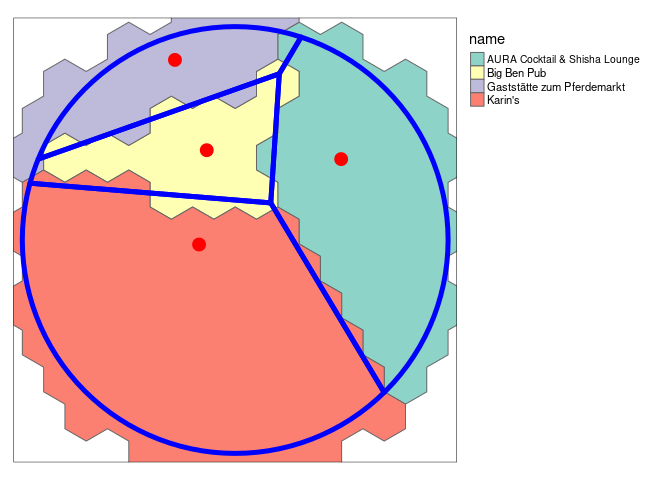 name
AURA Cocktail & Shisha Lounge
Big Ben Pub
Gaststätte zum Pferdemarkt
Karin's